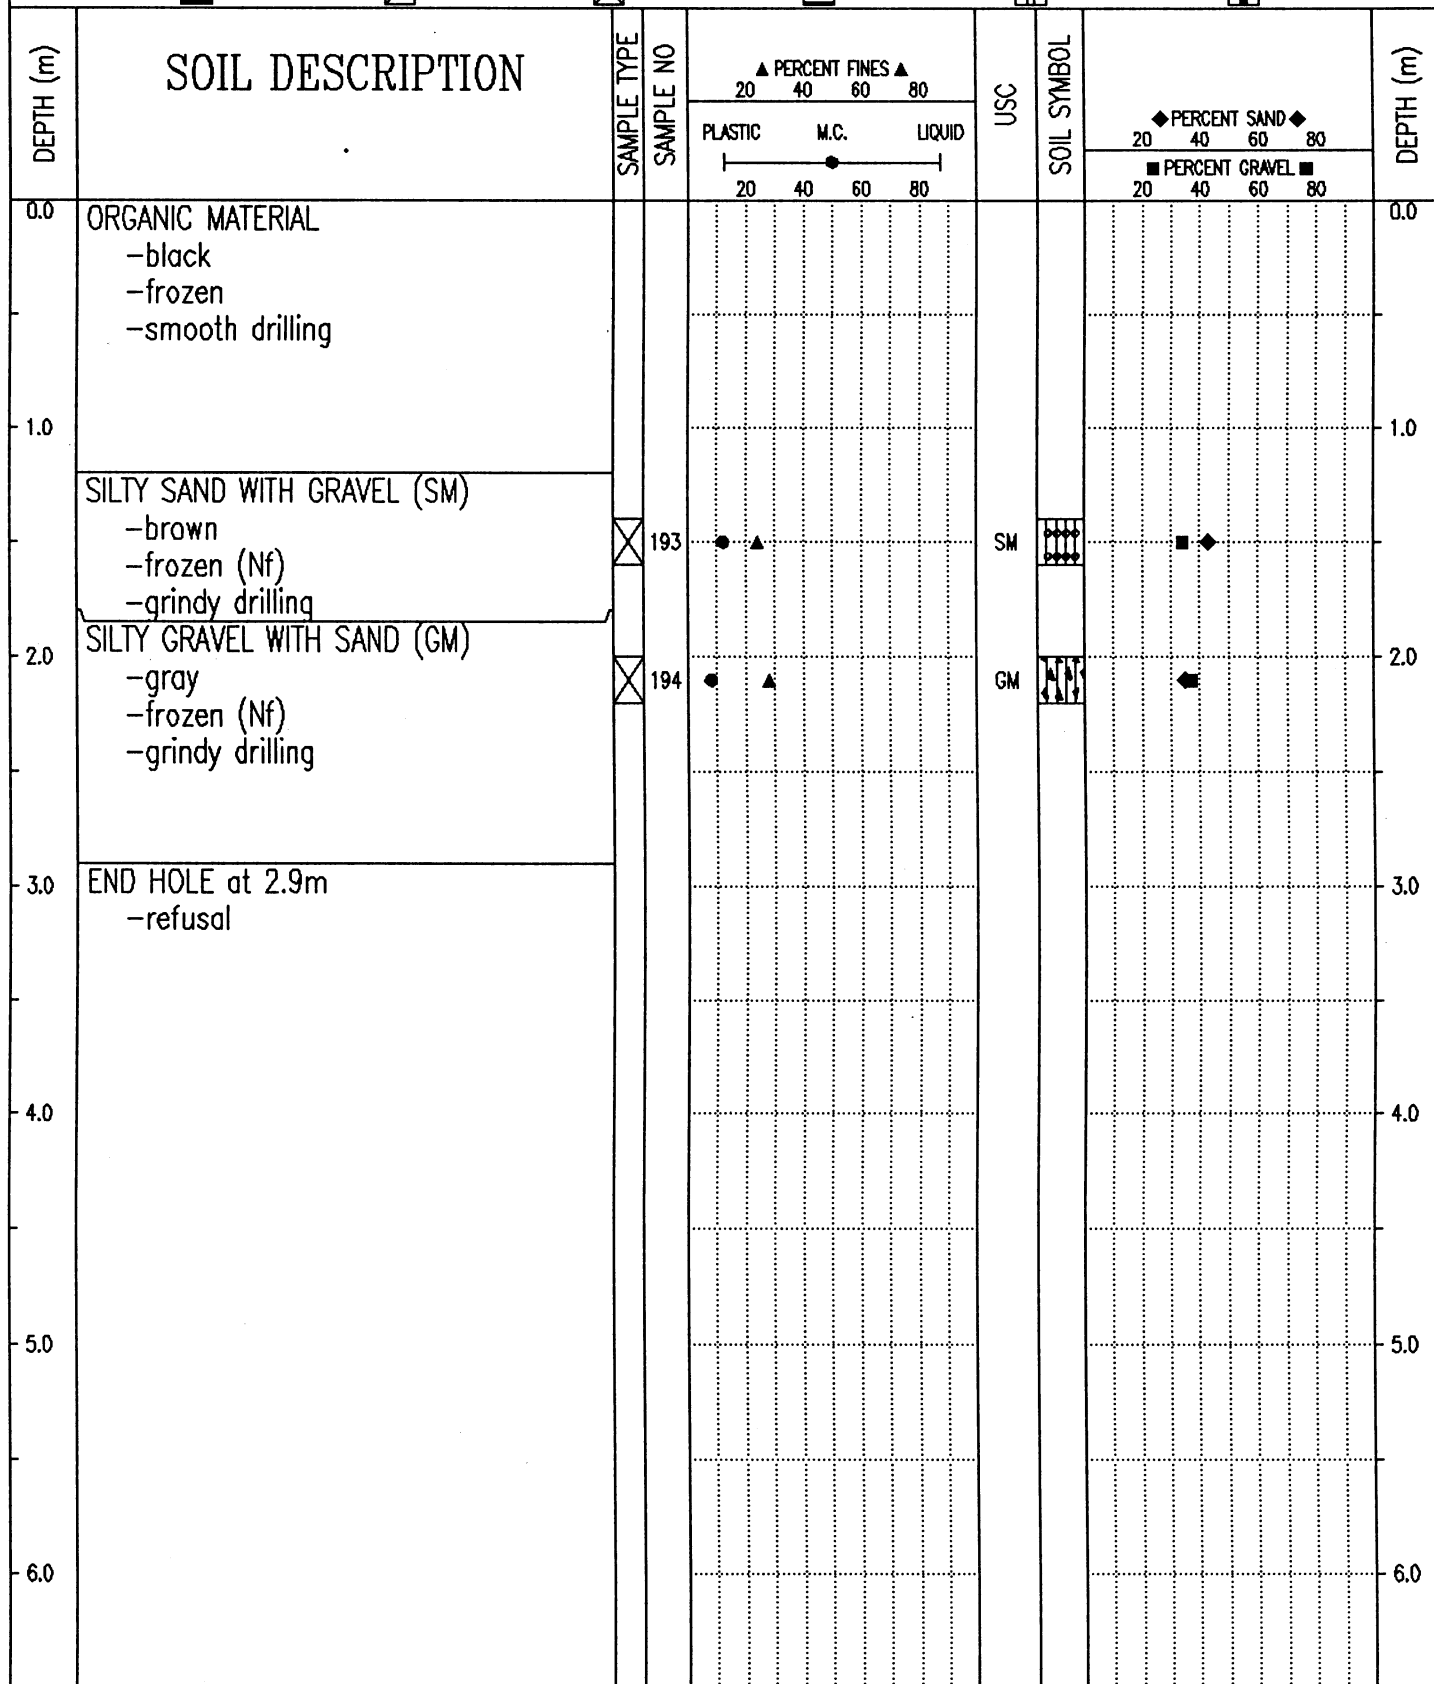 DEPTH (m)
SOIL DESCRIPTION
SAMPLE TYPE
SAMPLE NO
▲ PERCENT FINES ▲
20 40 60 80
PLASTIC M.C. LIQUID
20 40 60 80
USC
SOIL SYMBOL
◆ PERCENT SAND ◆
20 40 60 80
■ PERCENT GRAVEL ■
20 40 60 80
DEPTH (m)
0.0 ORGANIC MATERIAL 0.0
-black
-frozen
-smooth drilling
1.0 1.0
SILTY SAND WITH GRAVEL (SM)
-brown
193 SM
-frozen (Nf)
-grindy drilling
SILTY GRAVEL WITH SAND (GM)
2.0 2.0
-gray
194 GM
-frozen (Nf)
-grindy drilling
3.0 END HOLE at 2.9m 3.0
-refusal
4.0 4.0
5.0 5.0
6.0 6.0